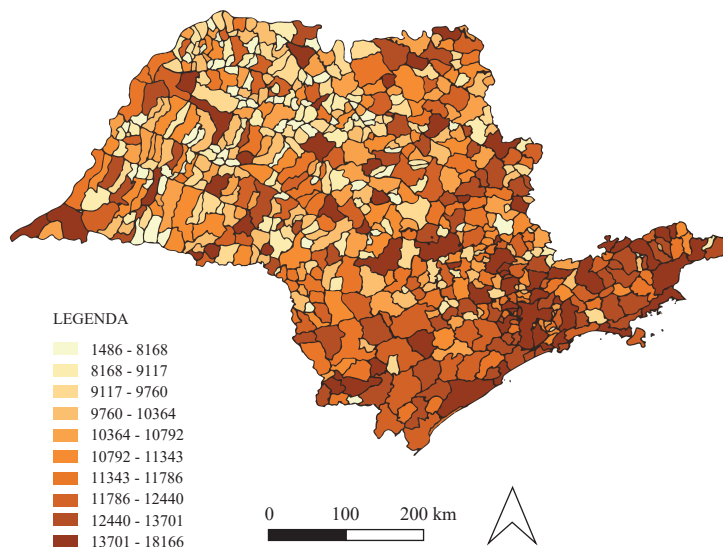 LEGENDA
1486 - 8168
8168 - 9117
9117 - 9760
9760 - 10364
10364 - 10792
10792 - 11343
11343 - 11786
11786 - 12440
12440 - 13701
13701 - 18166
0 100 200 km